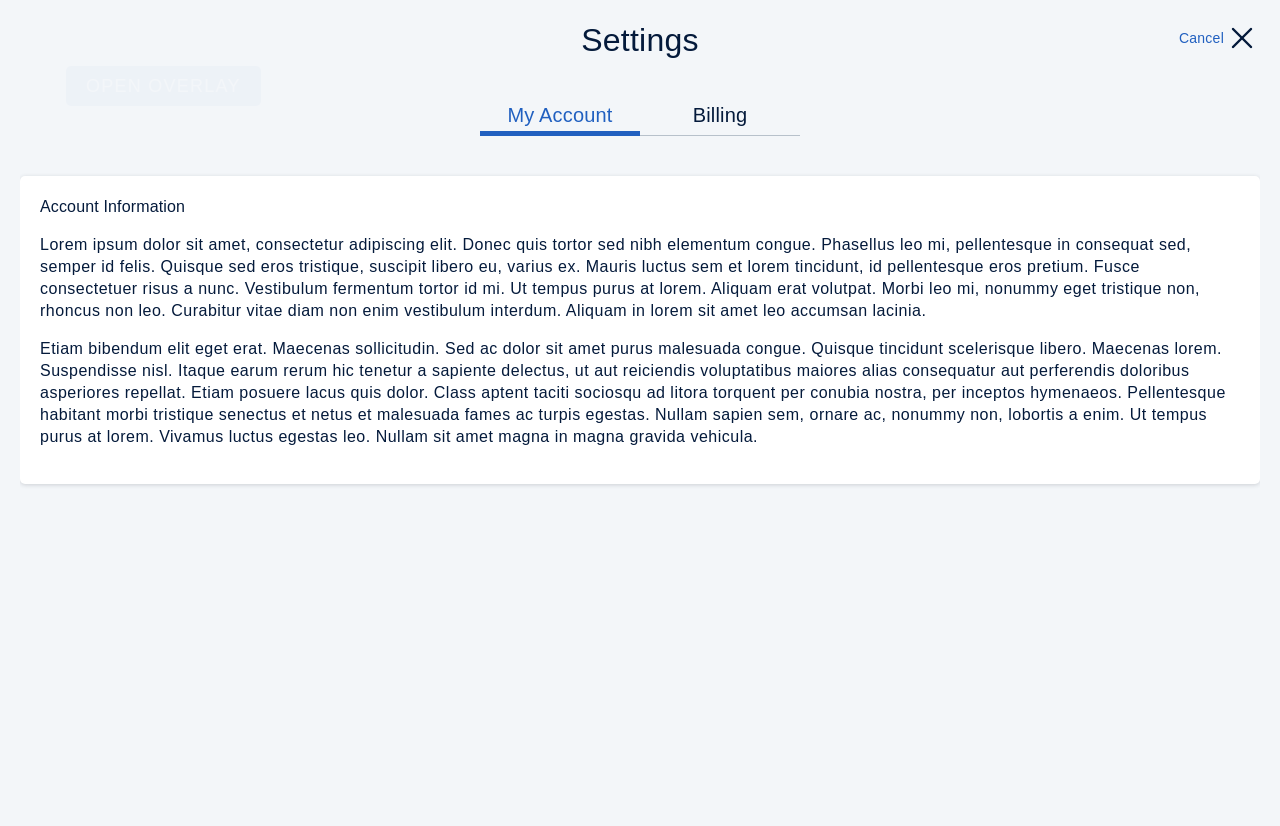 Settings
Cancel
OPEN OVERLAY
My Account
Billing
Account Information
Lorem ipsum dolor sit amet, consectetur adipiscing elit. Donec quis tortor sed nibh elementum congue. Phasellus leo mi, pellentesque in consequat sed,
semper id felis. Quisque sed eros tristique, suscipit libero eu, varius ex. Mauris luctus sem et lorem tincidunt, id pellentesque eros pretium. Fusce
consectetuer risus a nunc. Vestibulum fermentum tortor id mi. Ut tempus purus at lorem. Aliquam erat volutpat. Morbi leo mi, nonummy eget tristique non,
rhoncus non leo. Curabitur vitae diam non enim vestibulum interdum. Aliquam in lorem sit amet leo accumsan lacinia.
Etiam bibendum elit eget erat. Maecenas sollicitudin. Sed ac dolor sit amet purus malesuada congue. Quisque tincidunt scelerisque libero. Maecenas lorem.
Suspendisse nisl. Itaque earum rerum hic tenetur a sapiente delectus, ut aut reiciendis voluptatibus maiores alias consequatur aut perferendis doloribus
asperiores repellat. Etiam posuere lacus quis dolor. Class aptent taciti sociosqu ad litora torquent per conubia nostra, per inceptos hymenaeos. Pellentesque
habitant morbi tristique senectus et netus et malesuada fames ac turpis egestas. Nullam sapien sem, ornare ac, nonummy non, lobortis a enim. Ut tempus
purus at lorem. Vivamus luctus egestas leo. Nullam sit amet magna in magna gravida vehicula.